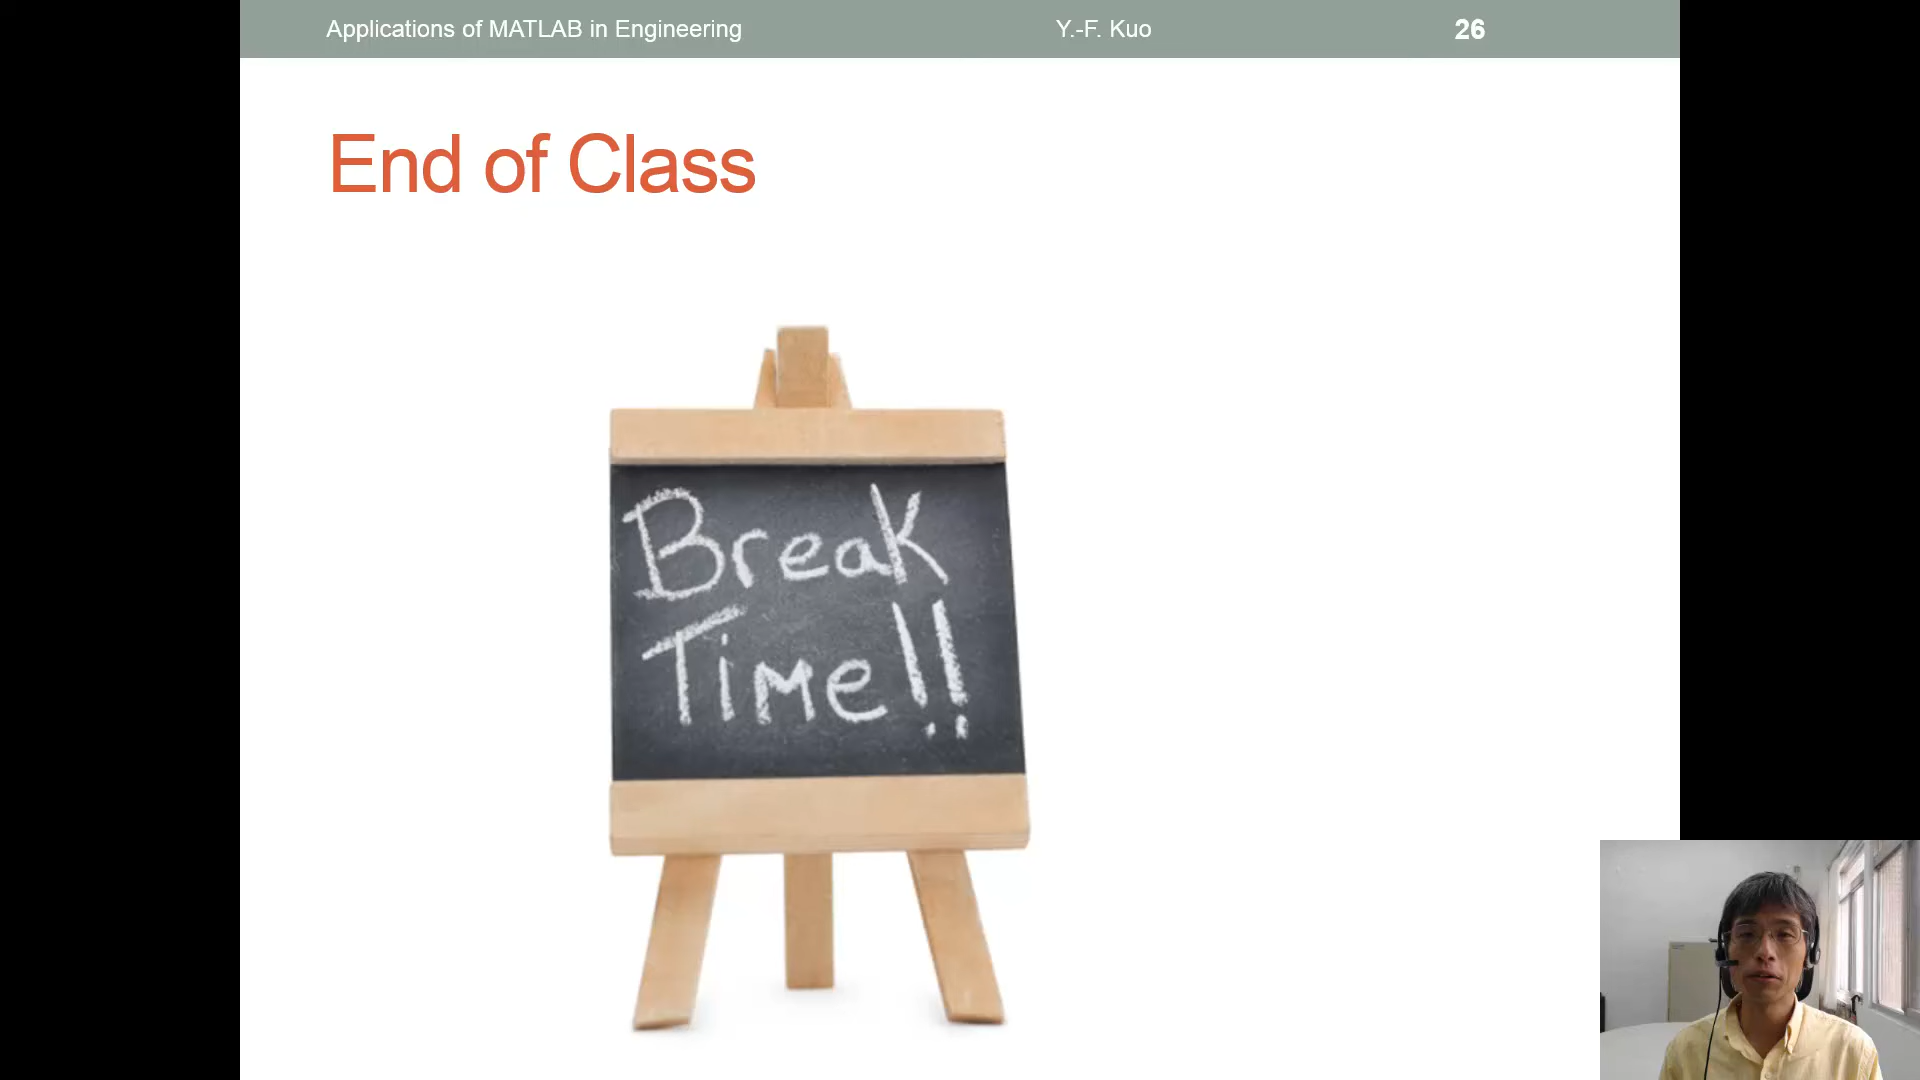 Applications of MATLAB in Engineering
Y.-F. Kuo
26
End of Class
Break
Time!!